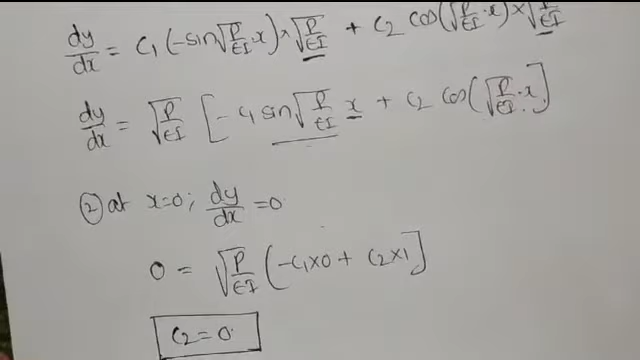 dy/dx = C₁(-sin√(P/EI)·x)×√(P/EI) + C₂ cos(√(P/EI)·x)×√(P/EI)
dy/dx = √(P/EI) [-C₁ sin√(P/EI) x + C₂ cos(√(P/EI)·x]
② at x=0; dy/dx = 0
0 = √(P/EI) (-C₁×0 + C₂×1]
C₂ = 0